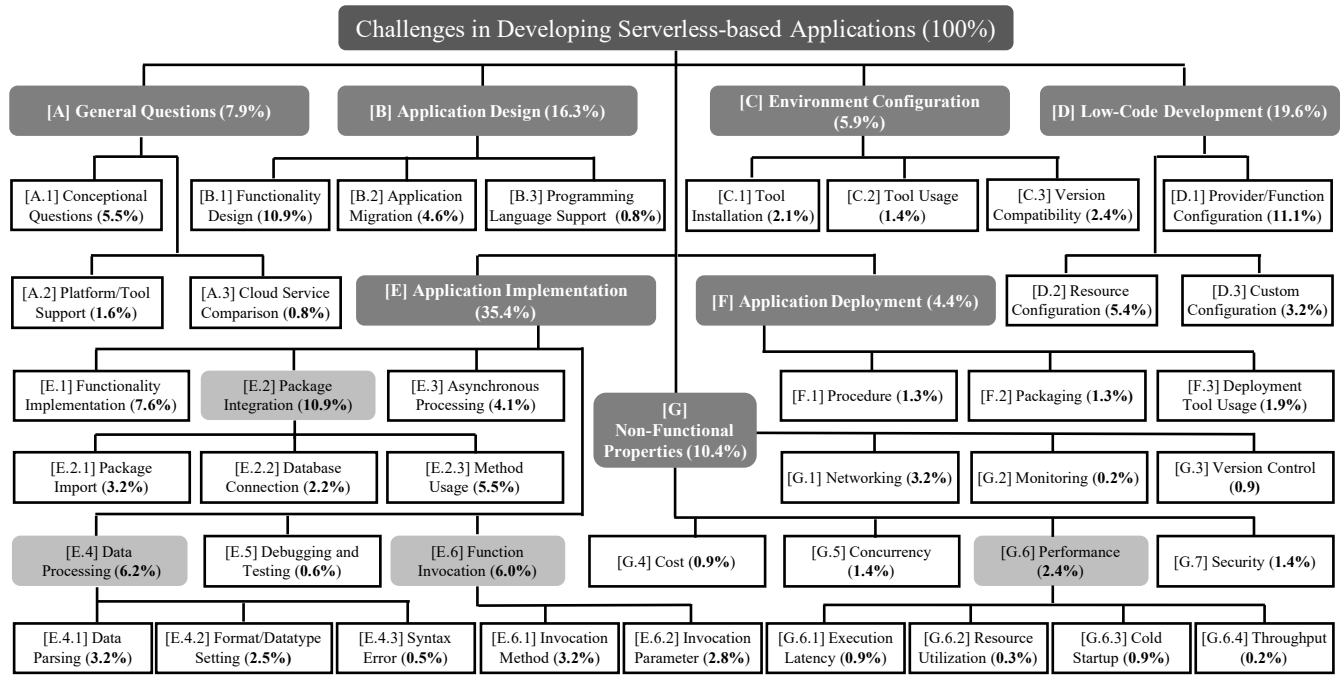 Challenges in Developing Serverless-based Applications (100%)
[A] General Questions (7.9%)
[B] Application Design (16.3%)
[C] Environment Configuration
(5.9%)
[D] Low-Code Development (19.6%)
[A.1] Conceptional
Questions (5.5%)
[B.1] Functionality
Design (10.9%)
[B.2] Application
Migration (4.6%)
[B.3] Programming
Language Support (0.8%)
[C.1] Tool
Installation (2.1%)
[C.2] Tool Usage
(1.4%)
[C.3] Version
Compatibility (2.4%)
[D.1] Provider/Function
Configuration (11.1%)
[A.2] Platform/Tool
Support (1.6%)
[A.3] Cloud Service
Comparison (0.8%)
[E] Application Implementation
(35.4%)
[F] Application Deployment (4.4%)
[D.2] Resource
Configuration (5.4%)
[D.3] Custom
Configuration (3.2%)
[E.1] Functionality
Implementation (7.6%)
[E.2] Package
Integration (10.9%)
[E.3] Asynchronous
Processing (4.1%)
[F.1] Procedure (1.3%)
[F.2] Packaging (1.3%)
[F.3] Deployment
Tool Usage (1.9%)
[G]
Non-Functional
Properties (10.4%)
[E.2.1] Package
Import (3.2%)
[E.2.2] Database
Connection (2.2%)
[E.2.3] Method
Usage (5.5%)
[G.1] Networking (3.2%)
[G.2] Monitoring (0.2%)
[G.3] Version Control
(0.9)
[E.4] Data
Processing (6.2%)
[E.5] Debugging and
Testing (0.6%)
[E.6] Function
Invocation (6.0%)
[G.4] Cost (0.9%)
[G.5] Concurrency
(1.4%)
[G.6] Performance
(2.4%)
[G.7] Security (1.4%)
[E.4.1] Data
Parsing (3.2%)
[E.4.2] Format/Datatype
Setting (2.5%)
[E.4.3] Syntax
Error (0.5%)
[E.6.1] Invocation
Method (3.2%)
[E.6.2] Invocation
Parameter (2.8%)
[G.6.1] Execution
Latency (0.9%)
[G.6.2] Resource
Utilization (0.3%)
[G.6.3] Cold
Startup (0.9%)
[G.6.4] Throughput
(0.2%)